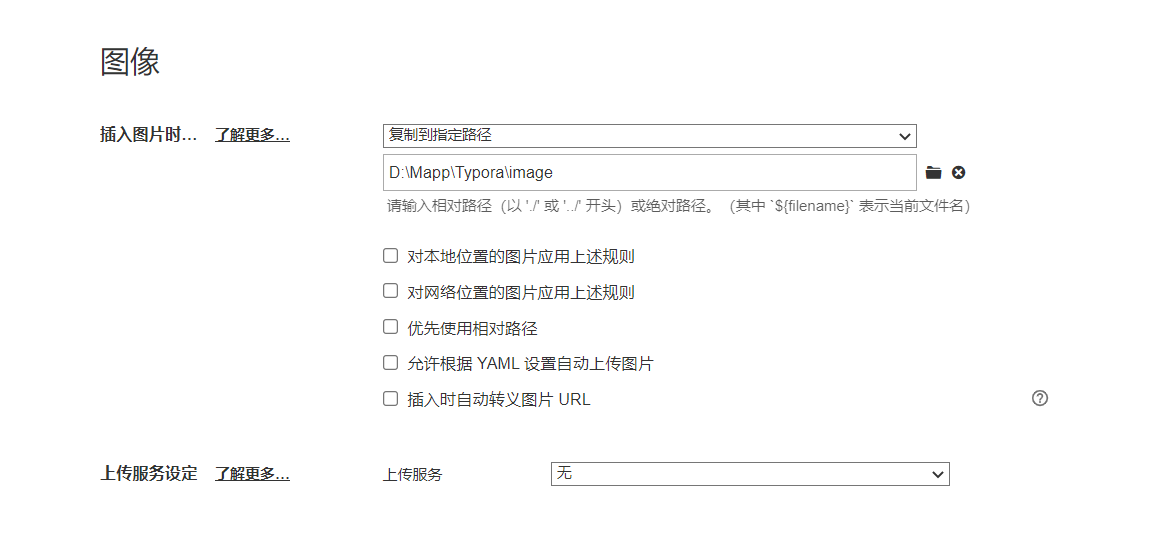 图像
插入图片时... 了解更多... 复制到指定路径
D:\Mapp\Typora\image
请输入相对路径（以 './' 或 '../' 开头）或绝对路径。（其中 `${filename}` 表示当前文件名）
对本地位置的图片应用上述规则
对网络位置的图片应用上述规则
优先使用相对路径
允许根据 YAML 设置自动上传图片
插入时自动转义图片 URL
上传服务设定 了解更多... 上传服务 无